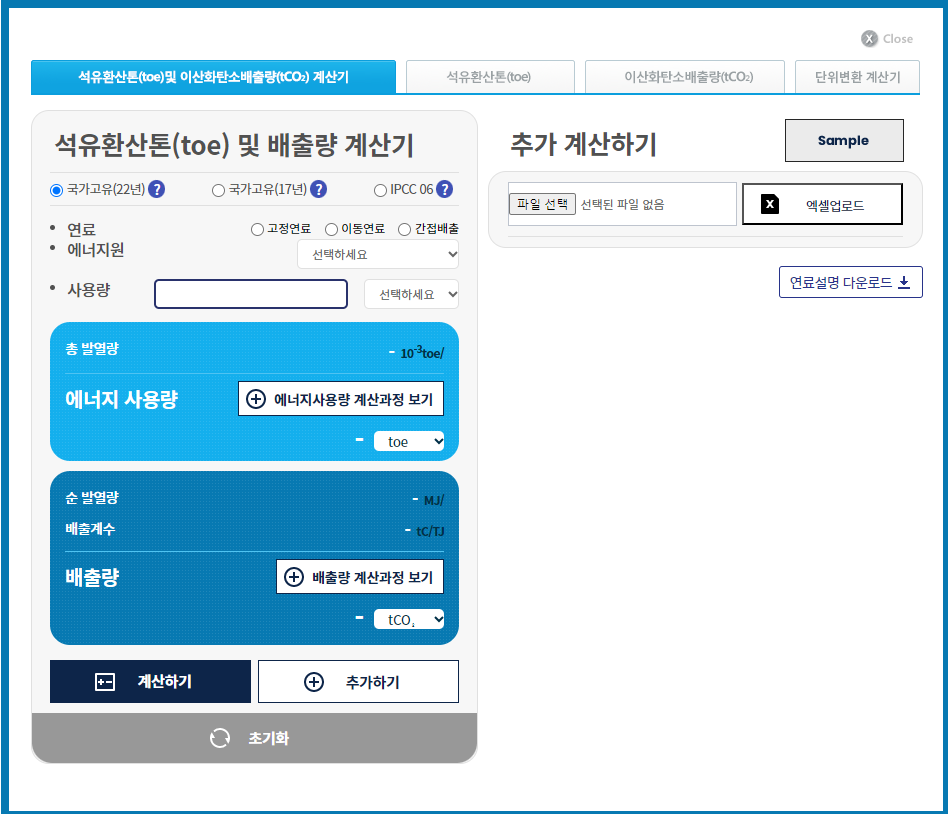 X Close
석유환산톤(toe)및 이산화탄소배출량(tCO₂) 계산기
석유환산톤(toe)
이산화탄소배출량(tCO₂)
단위변환 계산기
석유환산톤(toe) 및 배출량 계산기
국가고유(22년) ?
국가고유(17년) ?
IPCC 06 ?
연료
고정연료
이동연료
간접배출
에너지원
선택하세요
사용량
선택하세요
총 발열량
- 10⁻³toe/
에너지 사용량
에너지사용량 계산과정 보기
- toe
순 발열량
- MJ/
배출계수
- tC/TJ
배출량
배출량 계산과정 보기
- tCO₂
계산하기
추가하기
초기화
추가 계산하기
Sample
파일 선택 선택된 파일 없음
X 엑셀업로드
연료설명 다운로드